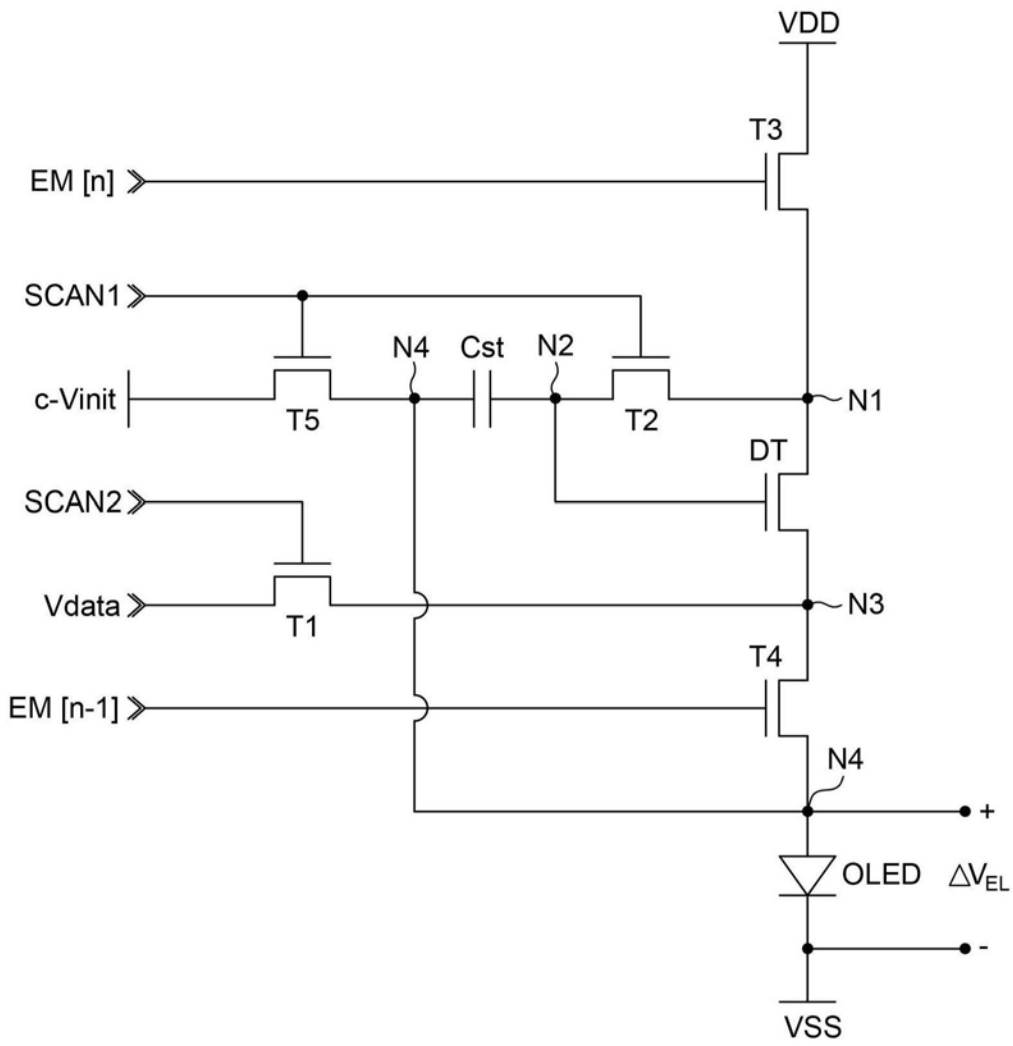 VDD
T3
EM [n]
SCAN1
N4 Cst N2
c-Vinit T5 T2 N1
DT
SCAN2
Vdata T1 N3
T4
EM [n-1]
N4
+
OLED ΔVEL
-
VSS